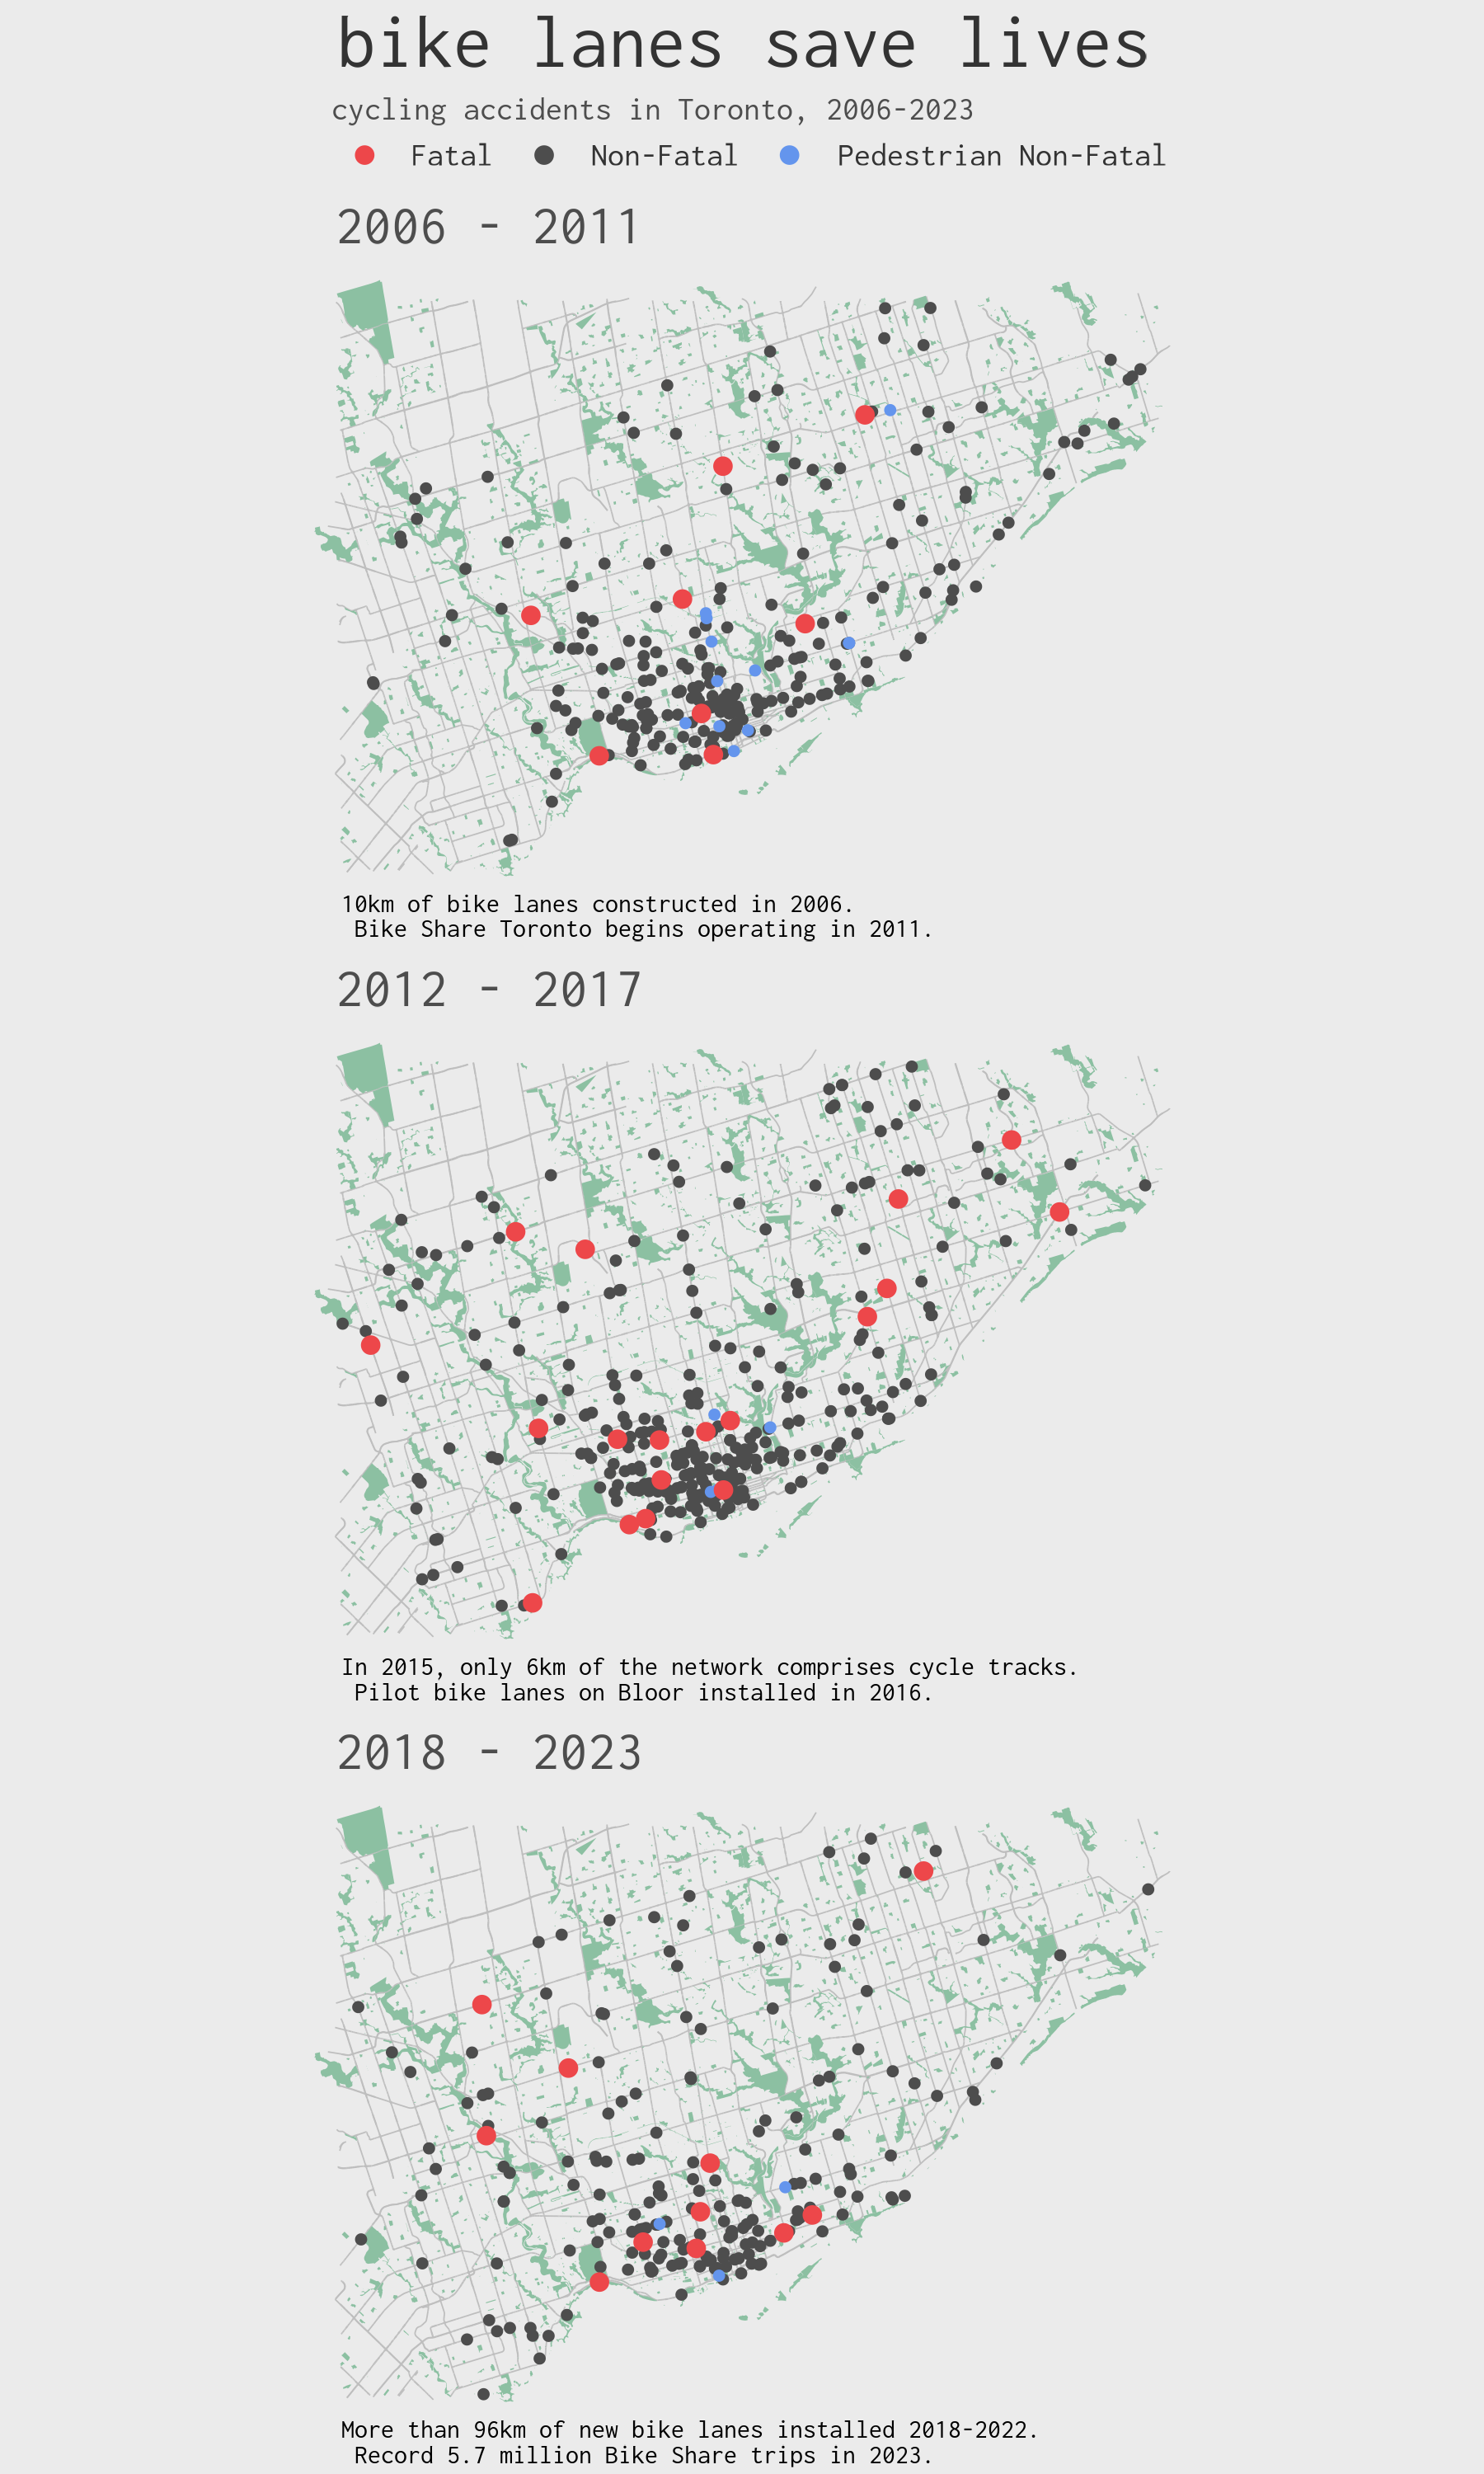 bike lanes save lives
cycling accidents in Toronto, 2006-2023
Fatal Non-Fatal Pedestrian Non-Fatal
2006 - 2011
10km of bike lanes constructed in 2006.
Bike Share Toronto begins operating in 2011.
2012 - 2017
In 2015, only 6km of the network comprises cycle tracks.
Pilot bike lanes on Bloor installed in 2016.
2018 - 2023
More than 96km of new bike lanes installed 2018-2022.
Record 5.7 million Bike Share trips in 2023.